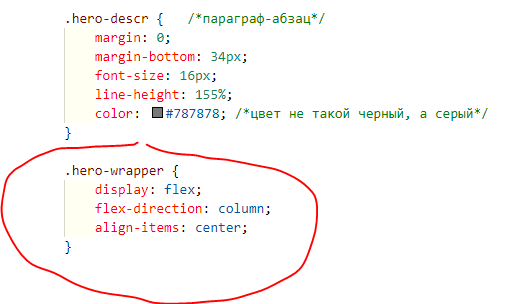 .hero-descr {   /*параграф-абзац*/
    margin: 0;
    margin-bottom: 34px;
    font-size: 16px;
    line-height: 155%;
    color: #787878; /*цвет не такой черный, а серый*/
}
.hero-wrapper {
    display: flex;
    flex-direction: column;
    align-items: center;
}